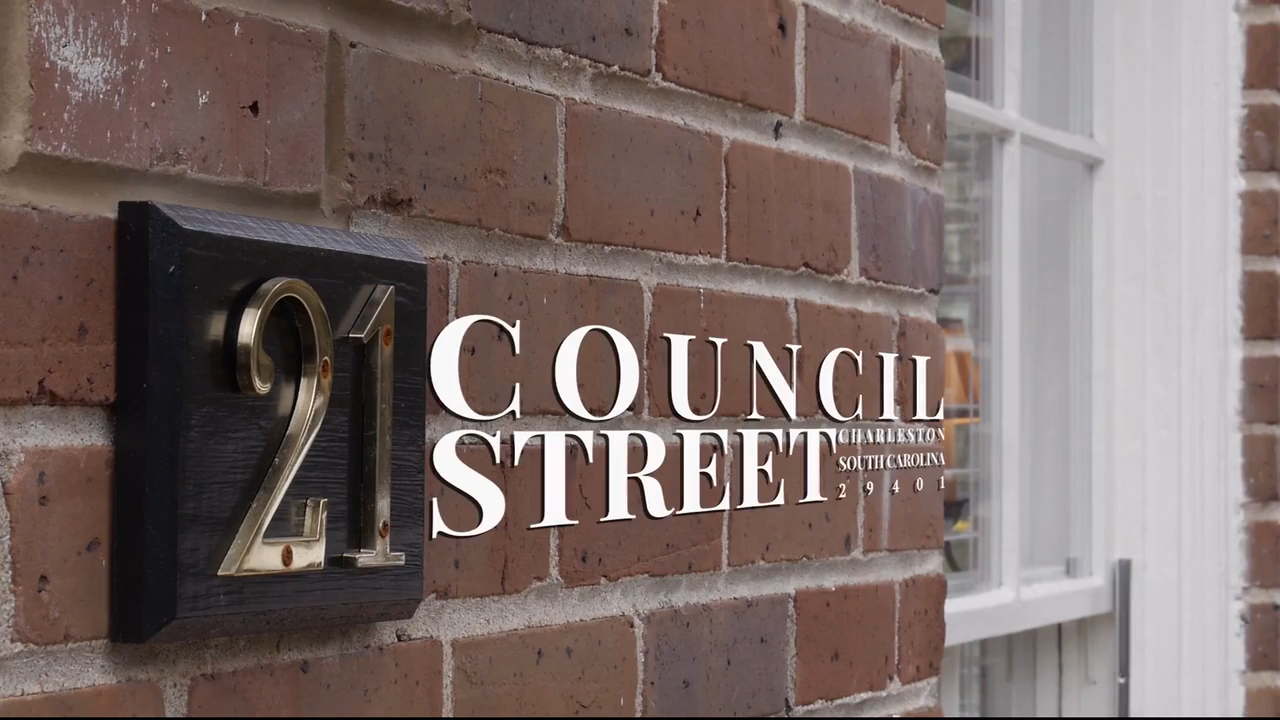 21
COUNCIL
STREET
CHARLESTON
SOUTH CAROLINA
29401